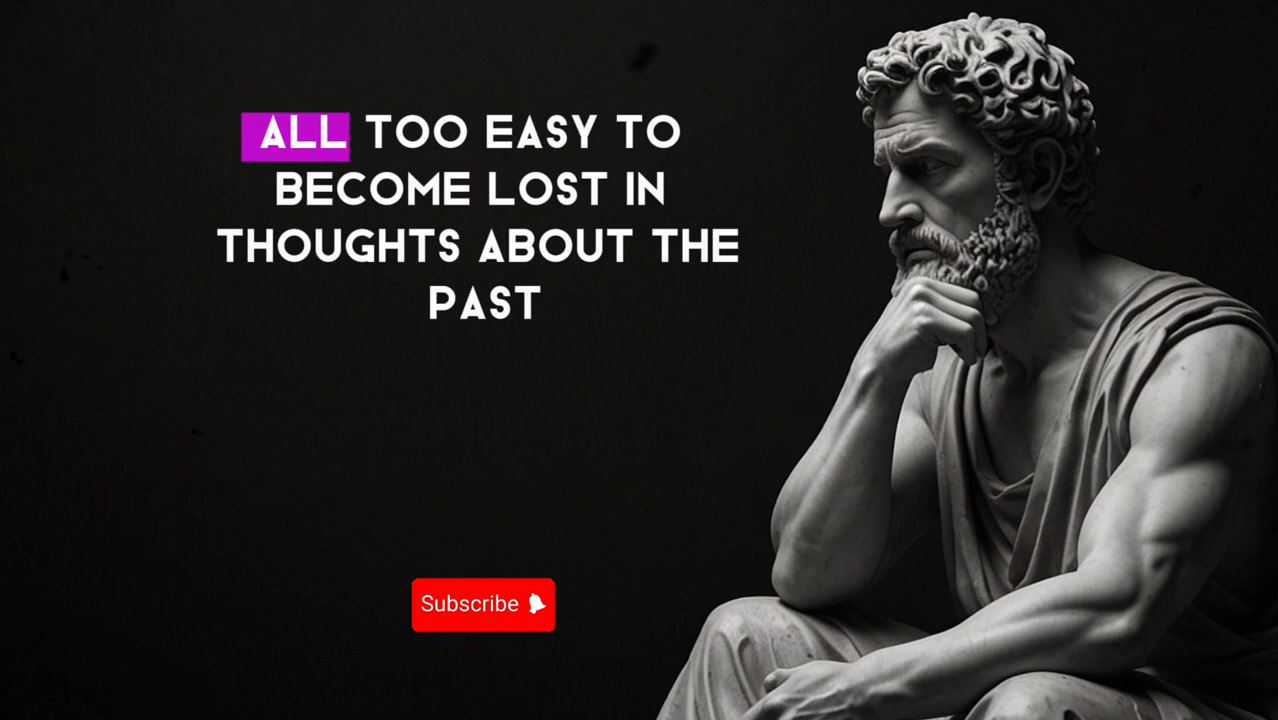 ALL TOO EASY TO
BECOME LOST IN
THOUGHTS ABOUT THE
PAST
Subscribe